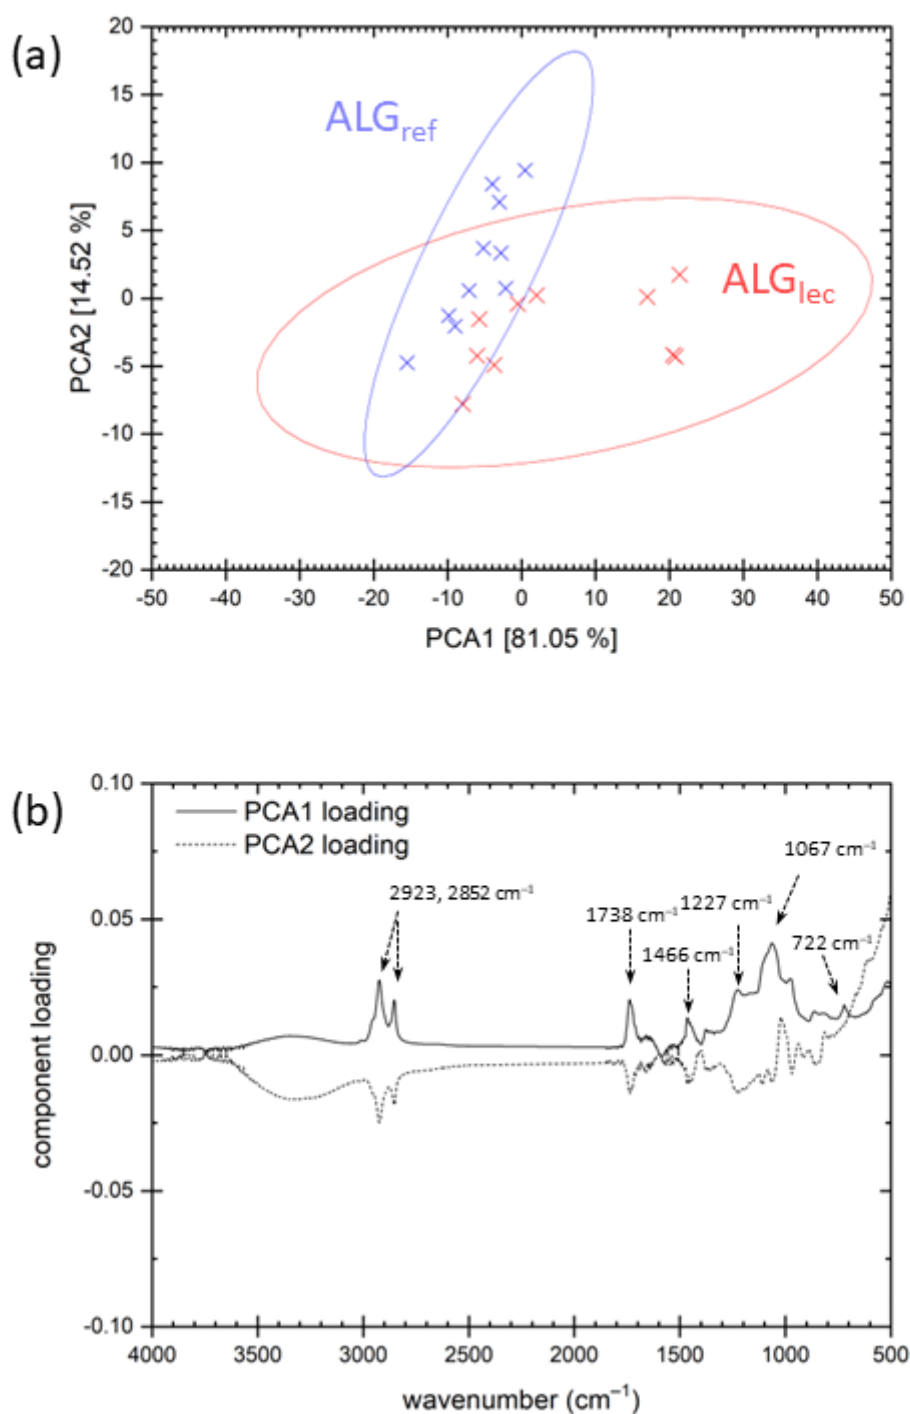 (a)
20
15
10
5
0
-5
-10
-15
-20
PCA2 [14.52 %]
ALGref
ALGlec
-50 -40 -30 -20 -10 0 10 20 30 40 50
PCA1 [81.05 %]
(b)
0.10
0.05
0.00
-0.05
-0.10
component loading
PCA1 loading
PCA2 loading
2923, 2852 cm⁻¹
1738 cm⁻¹
1466 cm⁻¹
1227 cm⁻¹
1067 cm⁻¹
722 cm⁻¹
4000 3500 3000 2500 2000 1500 1000 500
wavenumber (cm⁻¹)